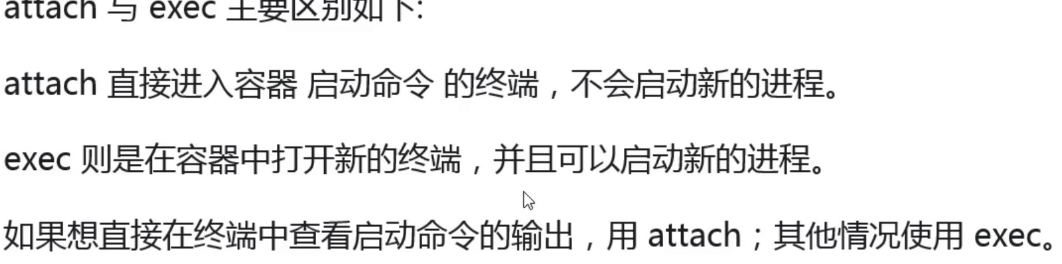 attach 与 exec 主要区别如下:
attach 直接进入容器 启动命令 的终端，不会启动新的进程。
exec 则是在容器中打开新的终端，并且可以启动新的进程。
如果想直接在终端中查看启动命令的输出，用 attach；其他情况使用 exec。